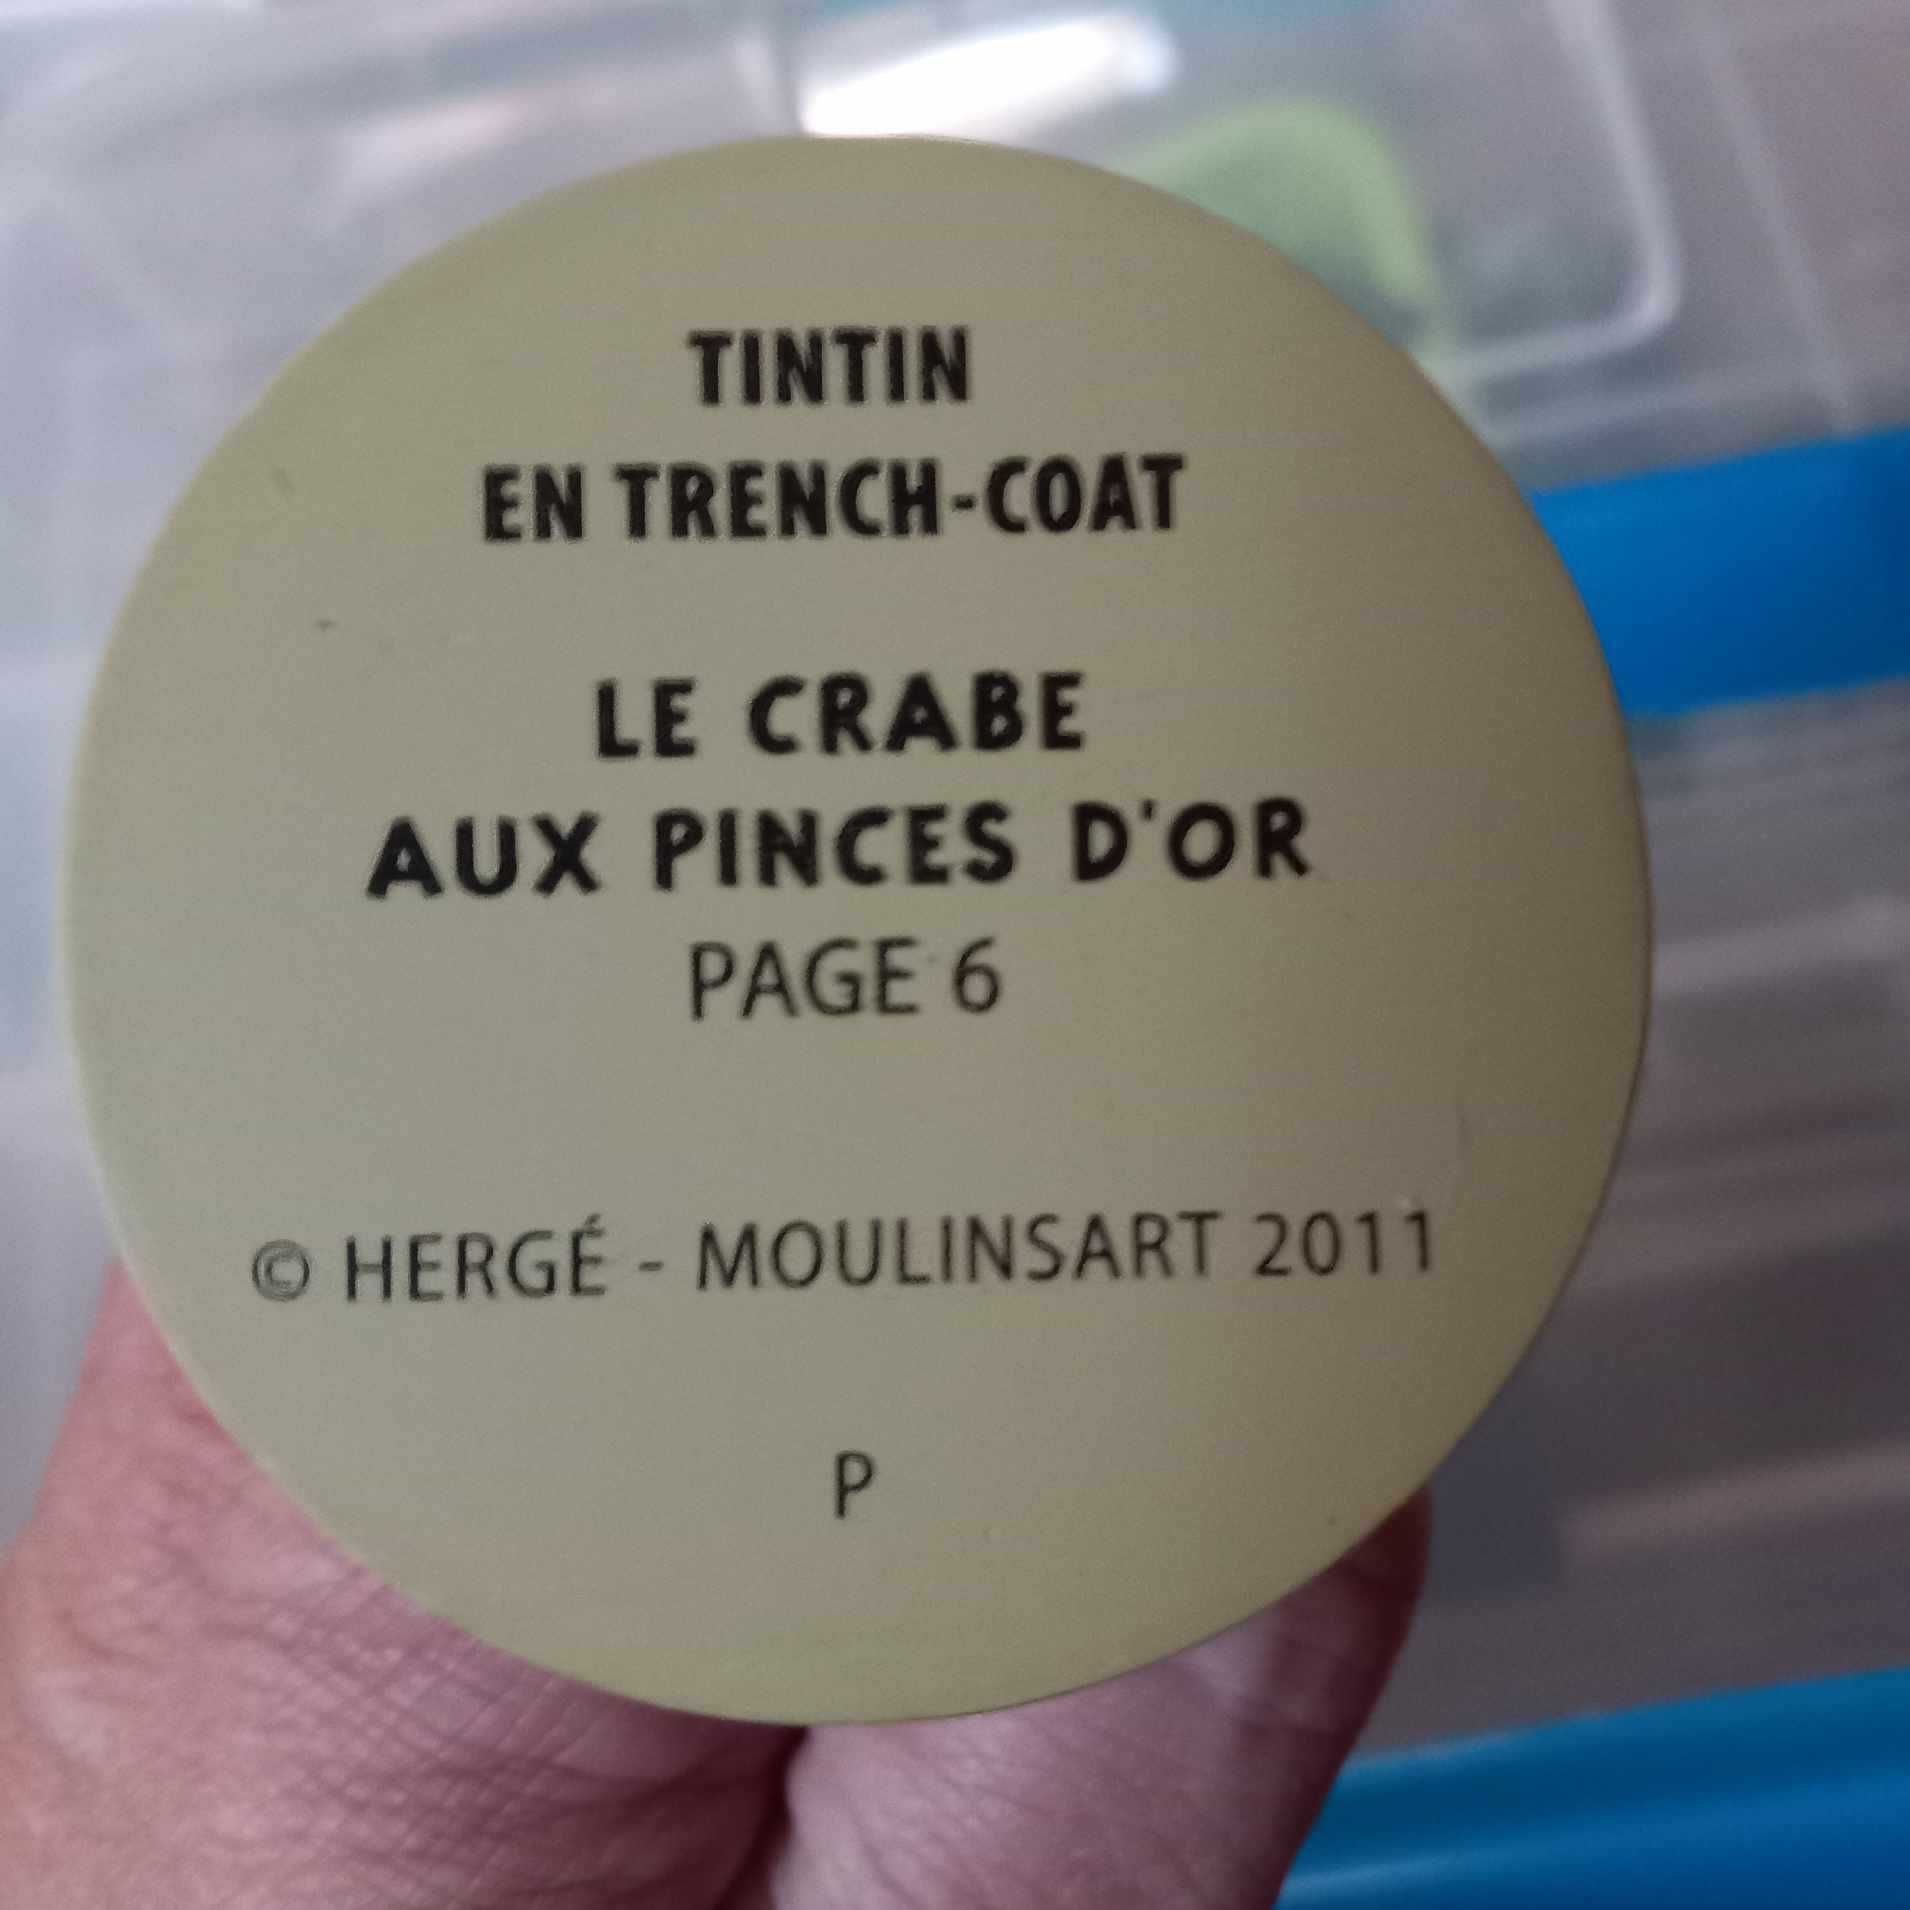 TINTIN
EN TRENCH-COAT
LE CRABE
AUX PINCES D'OR
PAGE 6
© HERGÉ - MOULINSART 2011
P